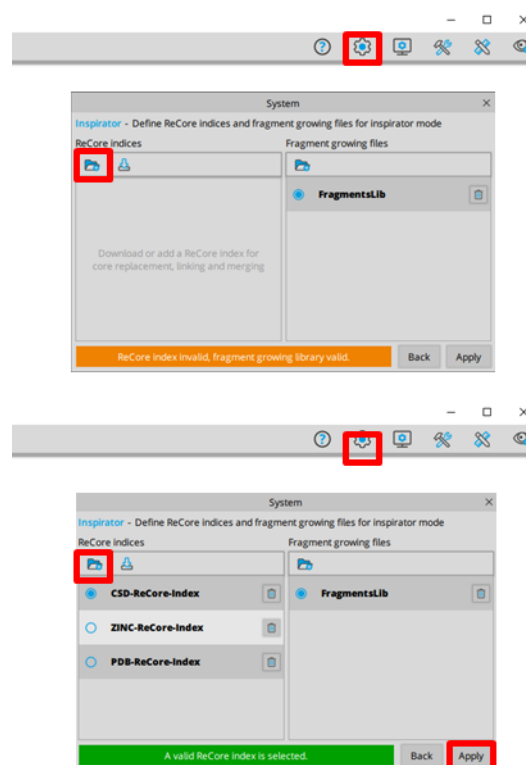 System
Inspirator - Define ReCore indices and fragment growing files for inspirator mode
ReCore indices
Fragment growing files
FragmentsLib
Download or add a ReCore Index for
core replacement, linking and merging
ReCore index invalid, fragment growing library valid.
Back
Apply
System
Inspirator - Define ReCore indices and fragment growing files for inspirator mode
ReCore indices
Fragment growing files
CSD-ReCore-Index
FragmentsLib
ZINC-ReCore-Index
PDB-ReCore-Index
A valid ReCore index is selected.
Back
Apply